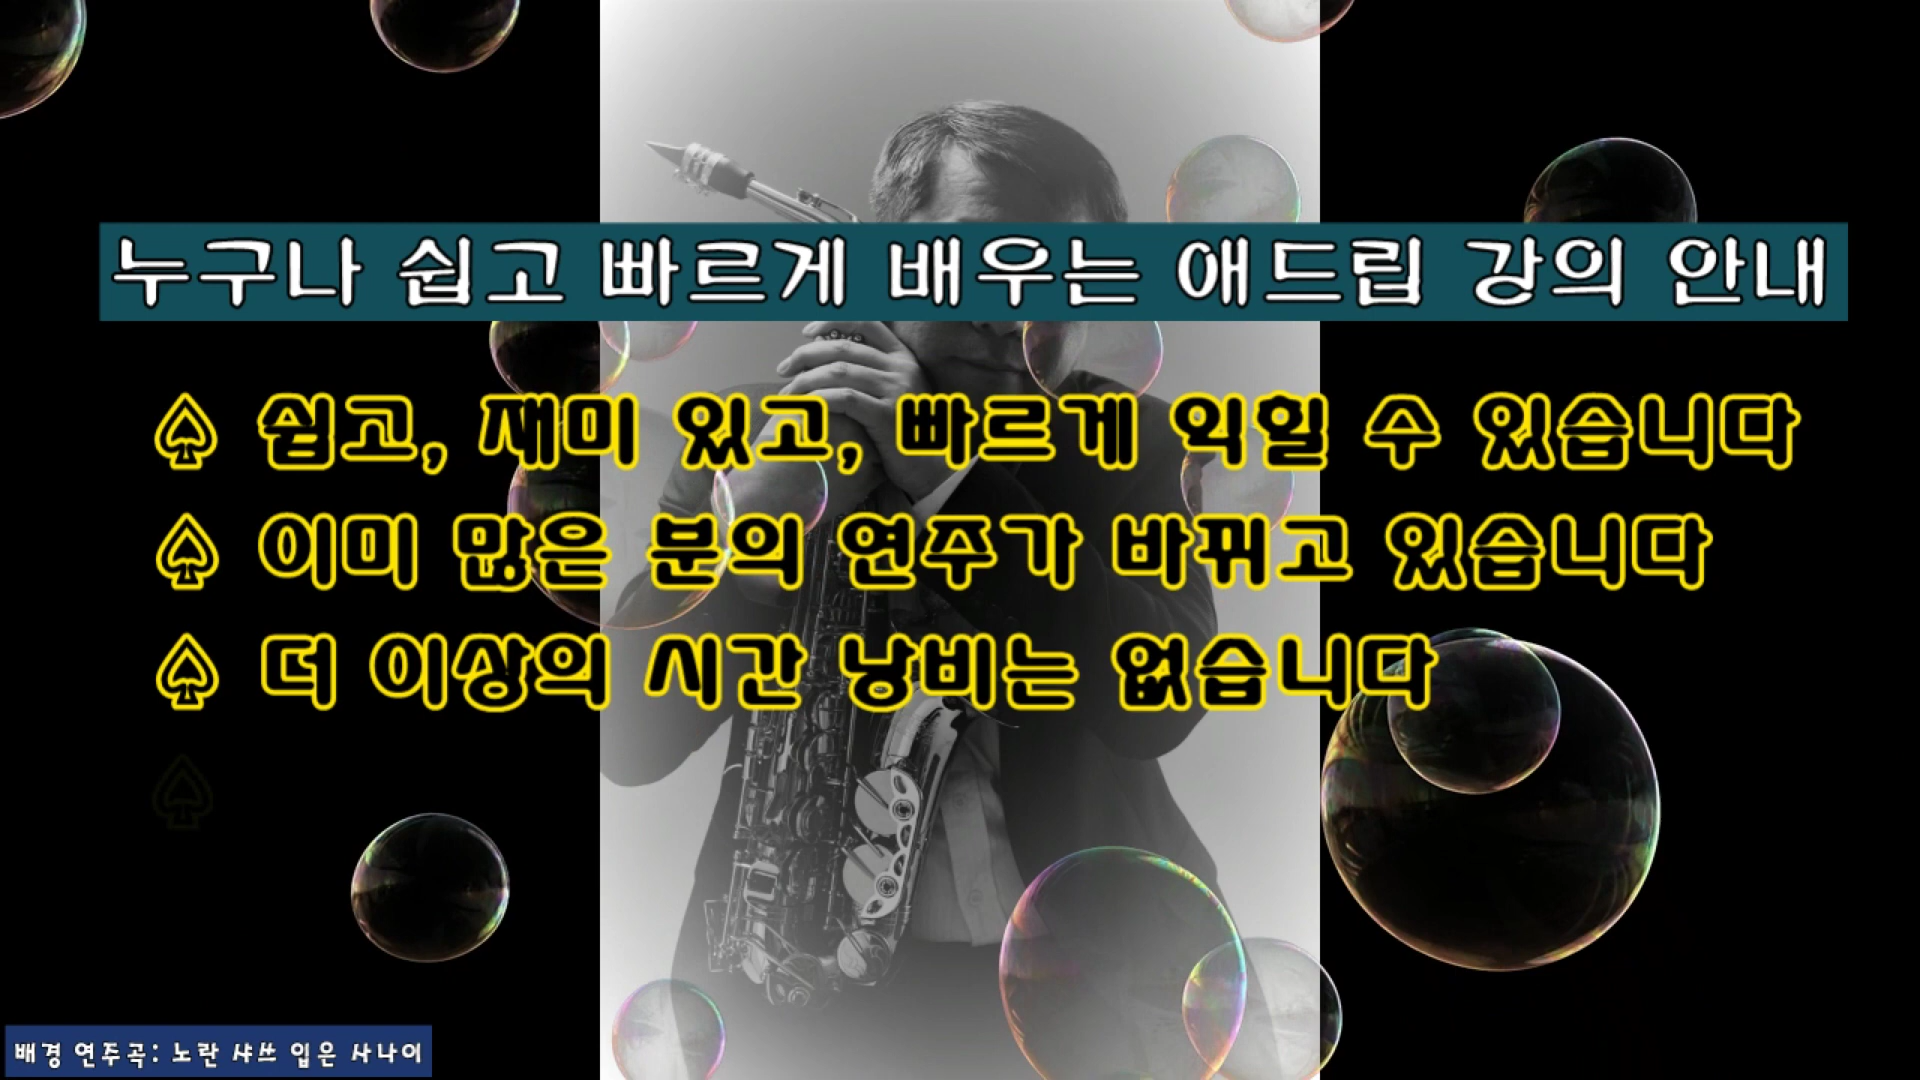 누구나 쉽고 빠르게 배우는 애드립 강의 안내
♤ 쉽고, 재미 있고, 빠르게 익힐 수 있습니다
♤ 이미 많은 분의 연주가 바뀌고 있습니다
♤ 더 이상의 시간 낭비는 없습니다
♤
배경 연주곡: 노란 샤쓰 입은 사나이